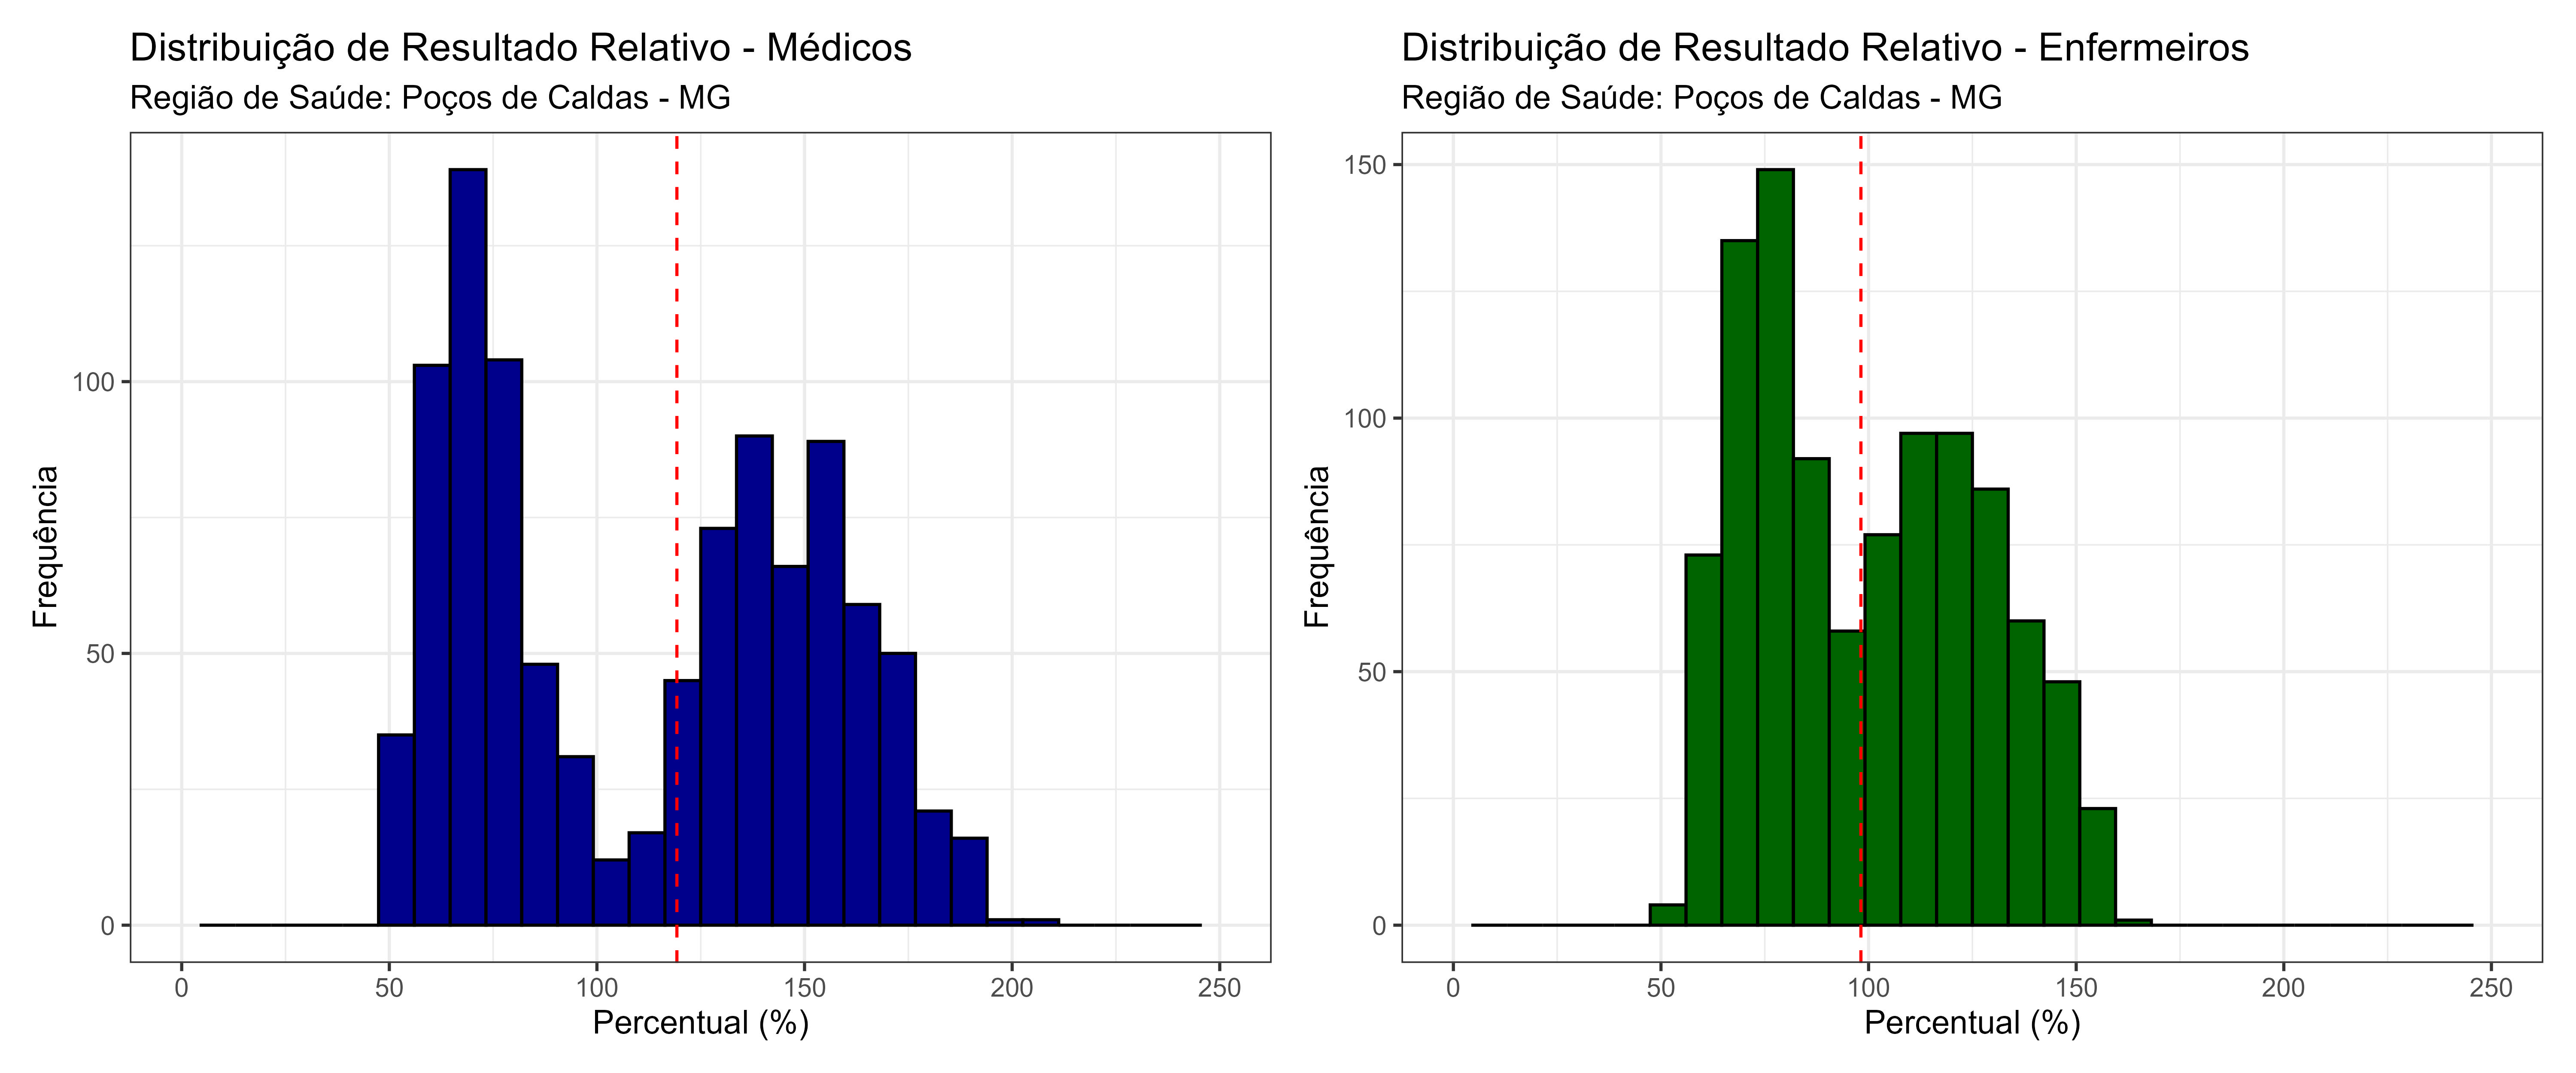 Distribuição de Resultado Relativo - Médicos
Região de Saúde: Poços de Caldas - MG
Frequência
100
50
0
0 50 100 150 200 250
Percentual (%)
Distribuição de Resultado Relativo - Enfermeiros
Região de Saúde: Poços de Caldas - MG
Frequência
150
100
50
0
0 50 100 150 200 250
Percentual (%)